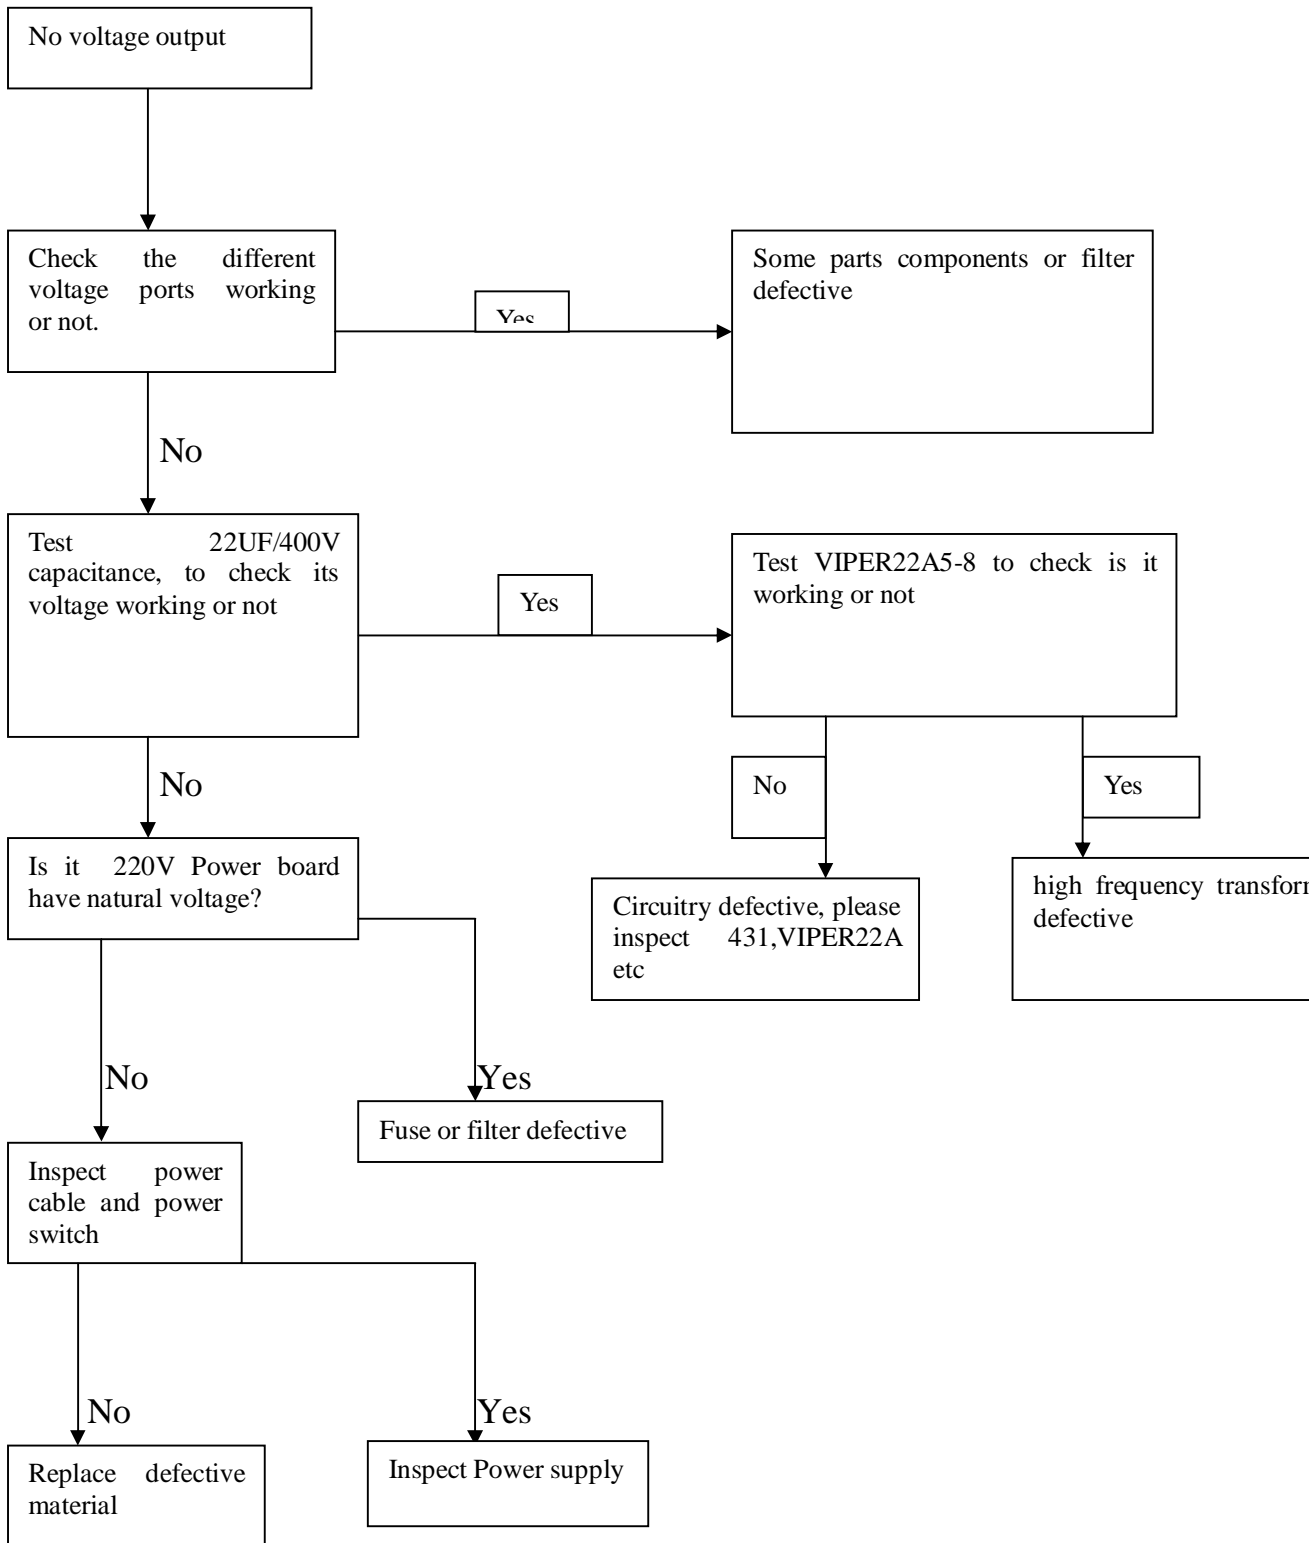 No voltage output
Check the different
voltage ports working
or not.
Yes
Some parts components or filter
defective
No
Test 22UF/400V
capacitance, to check its
voltage working or not
Yes
Test VIPER22A5-8 to check is it
working or not
No
No
Yes
Is it 220V Power board
have natural voltage?
Circuitry defective, please
inspect 431,VIPER22A
etc
high frequency transform
defective
No
Yes
Fuse or filter defective
Inspect power
cable and power
switch
No
Yes
Replace defective
material
Inspect Power supply